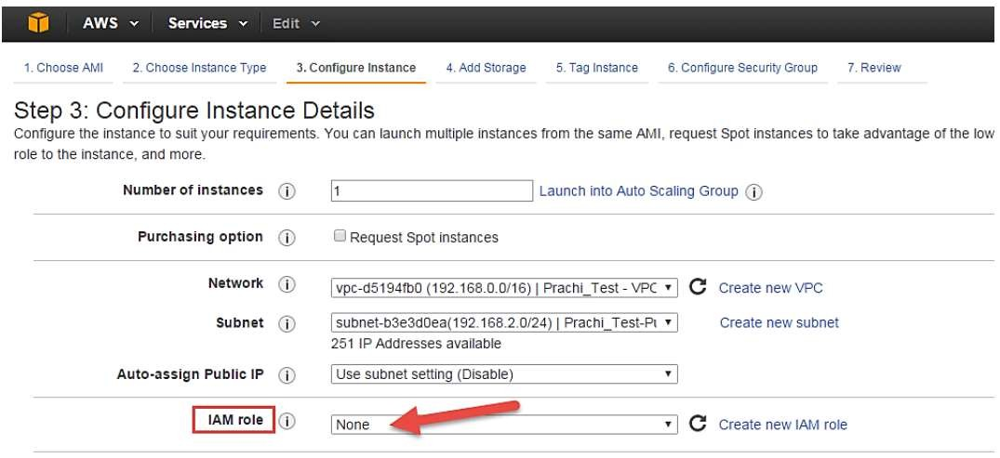 AWS Services Edit
1. Choose AMI 2. Choose Instance Type 3. Configure Instance 4. Add Storage 5. Tag Instance 6. Configure Security Group 7. Review
Step 3: Configure Instance Details
Configure the instance to suit your requirements. You can launch multiple instances from the same AMI, request Spot instances to take advantage of the low
role to the instance, and more.
Number of instances i 1 Launch into Auto Scaling Group i
Purchasing option i Request Spot instances
Network i vpc-d5194fb0 (192.168.0.0/16) | Prachi_Test - VPC Create new VPC
Subnet i subnet-b3e3d0ea(192.168.2.0/24) | Prachi_Test-Pu Create new subnet
251 IP Addresses available
Auto-assign Public IP i Use subnet setting (Disable)
IAM role i None Create new IAM role